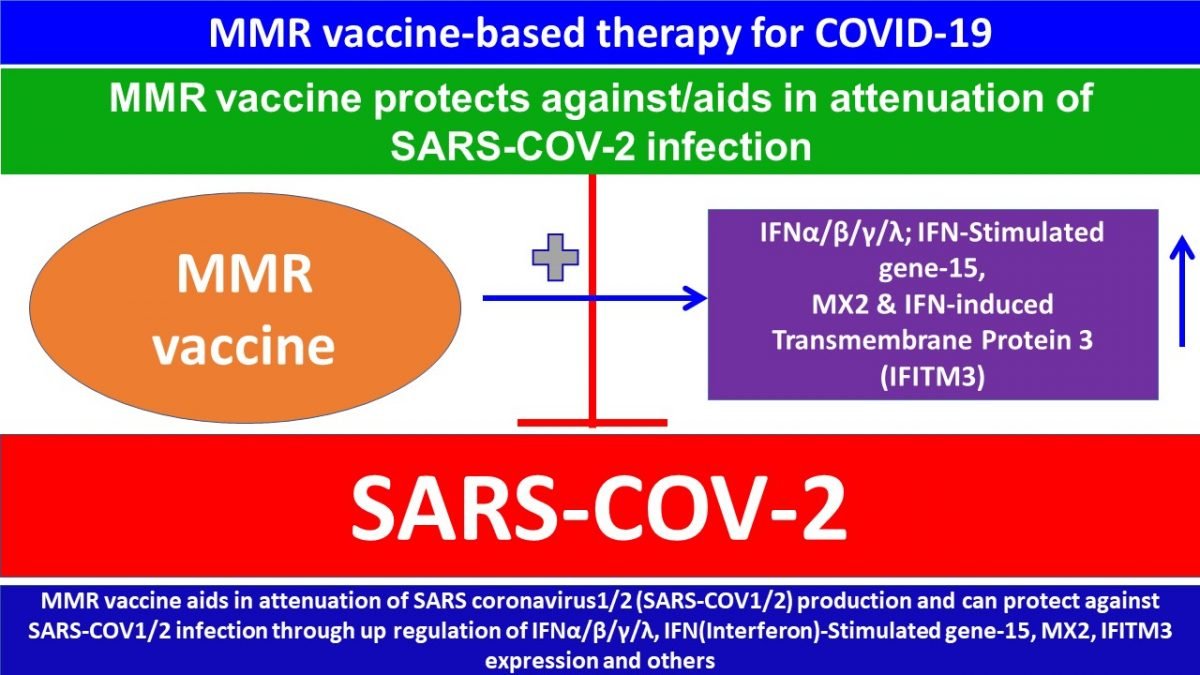 MMR vaccine-based therapy for COVID-19
MMR vaccine protects against/aids in attenuation of
SARS-COV-2 infection
MMR
vaccine
IFNα/β/γ/λ; IFN-Stimulated
gene-15,
MX2 & IFN-induced
Transmembrane Protein 3
(IFITM3)
SARS-COV-2
MMR vaccine aids in attenuation of SARS coronavirus1/2 (SARS-COV1/2) production and can protect against
SARS-COV1/2 infection through up regulation of IFNα/β/γ/λ, IFN(Interferon)-Stimulated gene-15, MX2, IFITM3
expression and others